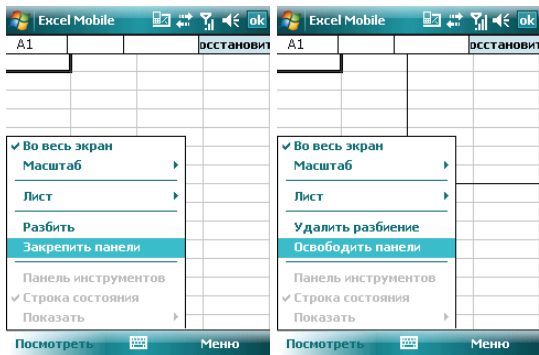 Excel Mobile ok
A1 осстановит
Во весь экран
Масштаб
Лист
Разбить
Закрепить панели
Панель инструментов
Строка состояния
Показать
Посмотреть Меню
Excel Mobile ok
A1 осстановит
Во весь экран
Масштаб
Лист
Удалить разбиение
Освободить панели
Панель инструментов
Строка состояния
Показать
Посмотреть Меню